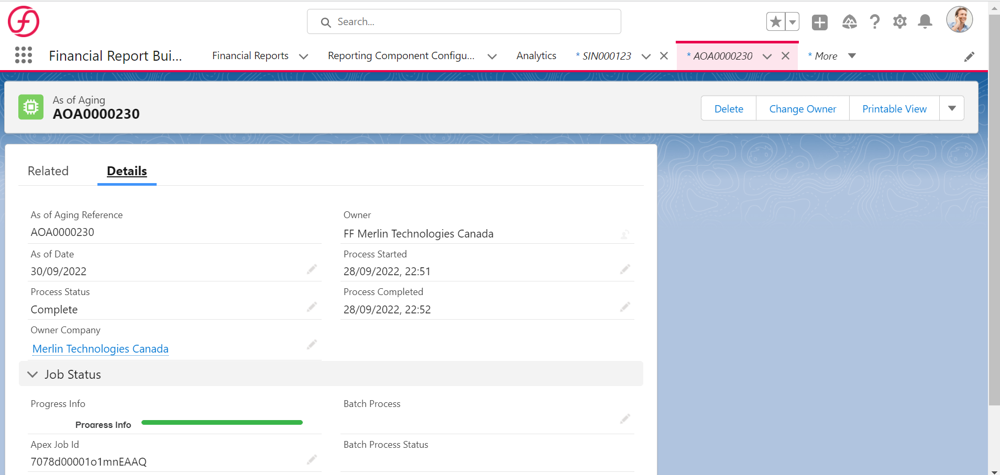 Search...
Financial Report Bui... Financial Reports Reporting Component Configu... Analytics * SIN000123 * AOA0000230 * More
As of Aging
AOA0000230
Delete Change Owner Printable View
Related Details
As of Aging Reference Owner
AOA0000230 FF Merlin Technologies Canada
As of Date Process Started
30/09/2022 28/09/2022, 22:51
Process Status Process Completed
Complete 28/09/2022, 22:52
Owner Company
Merlin Technologies Canada
Job Status
Progress Info Batch Process
Progress Info
Apex Job Id Batch Process Status
7078d00001o1mnEAAQ